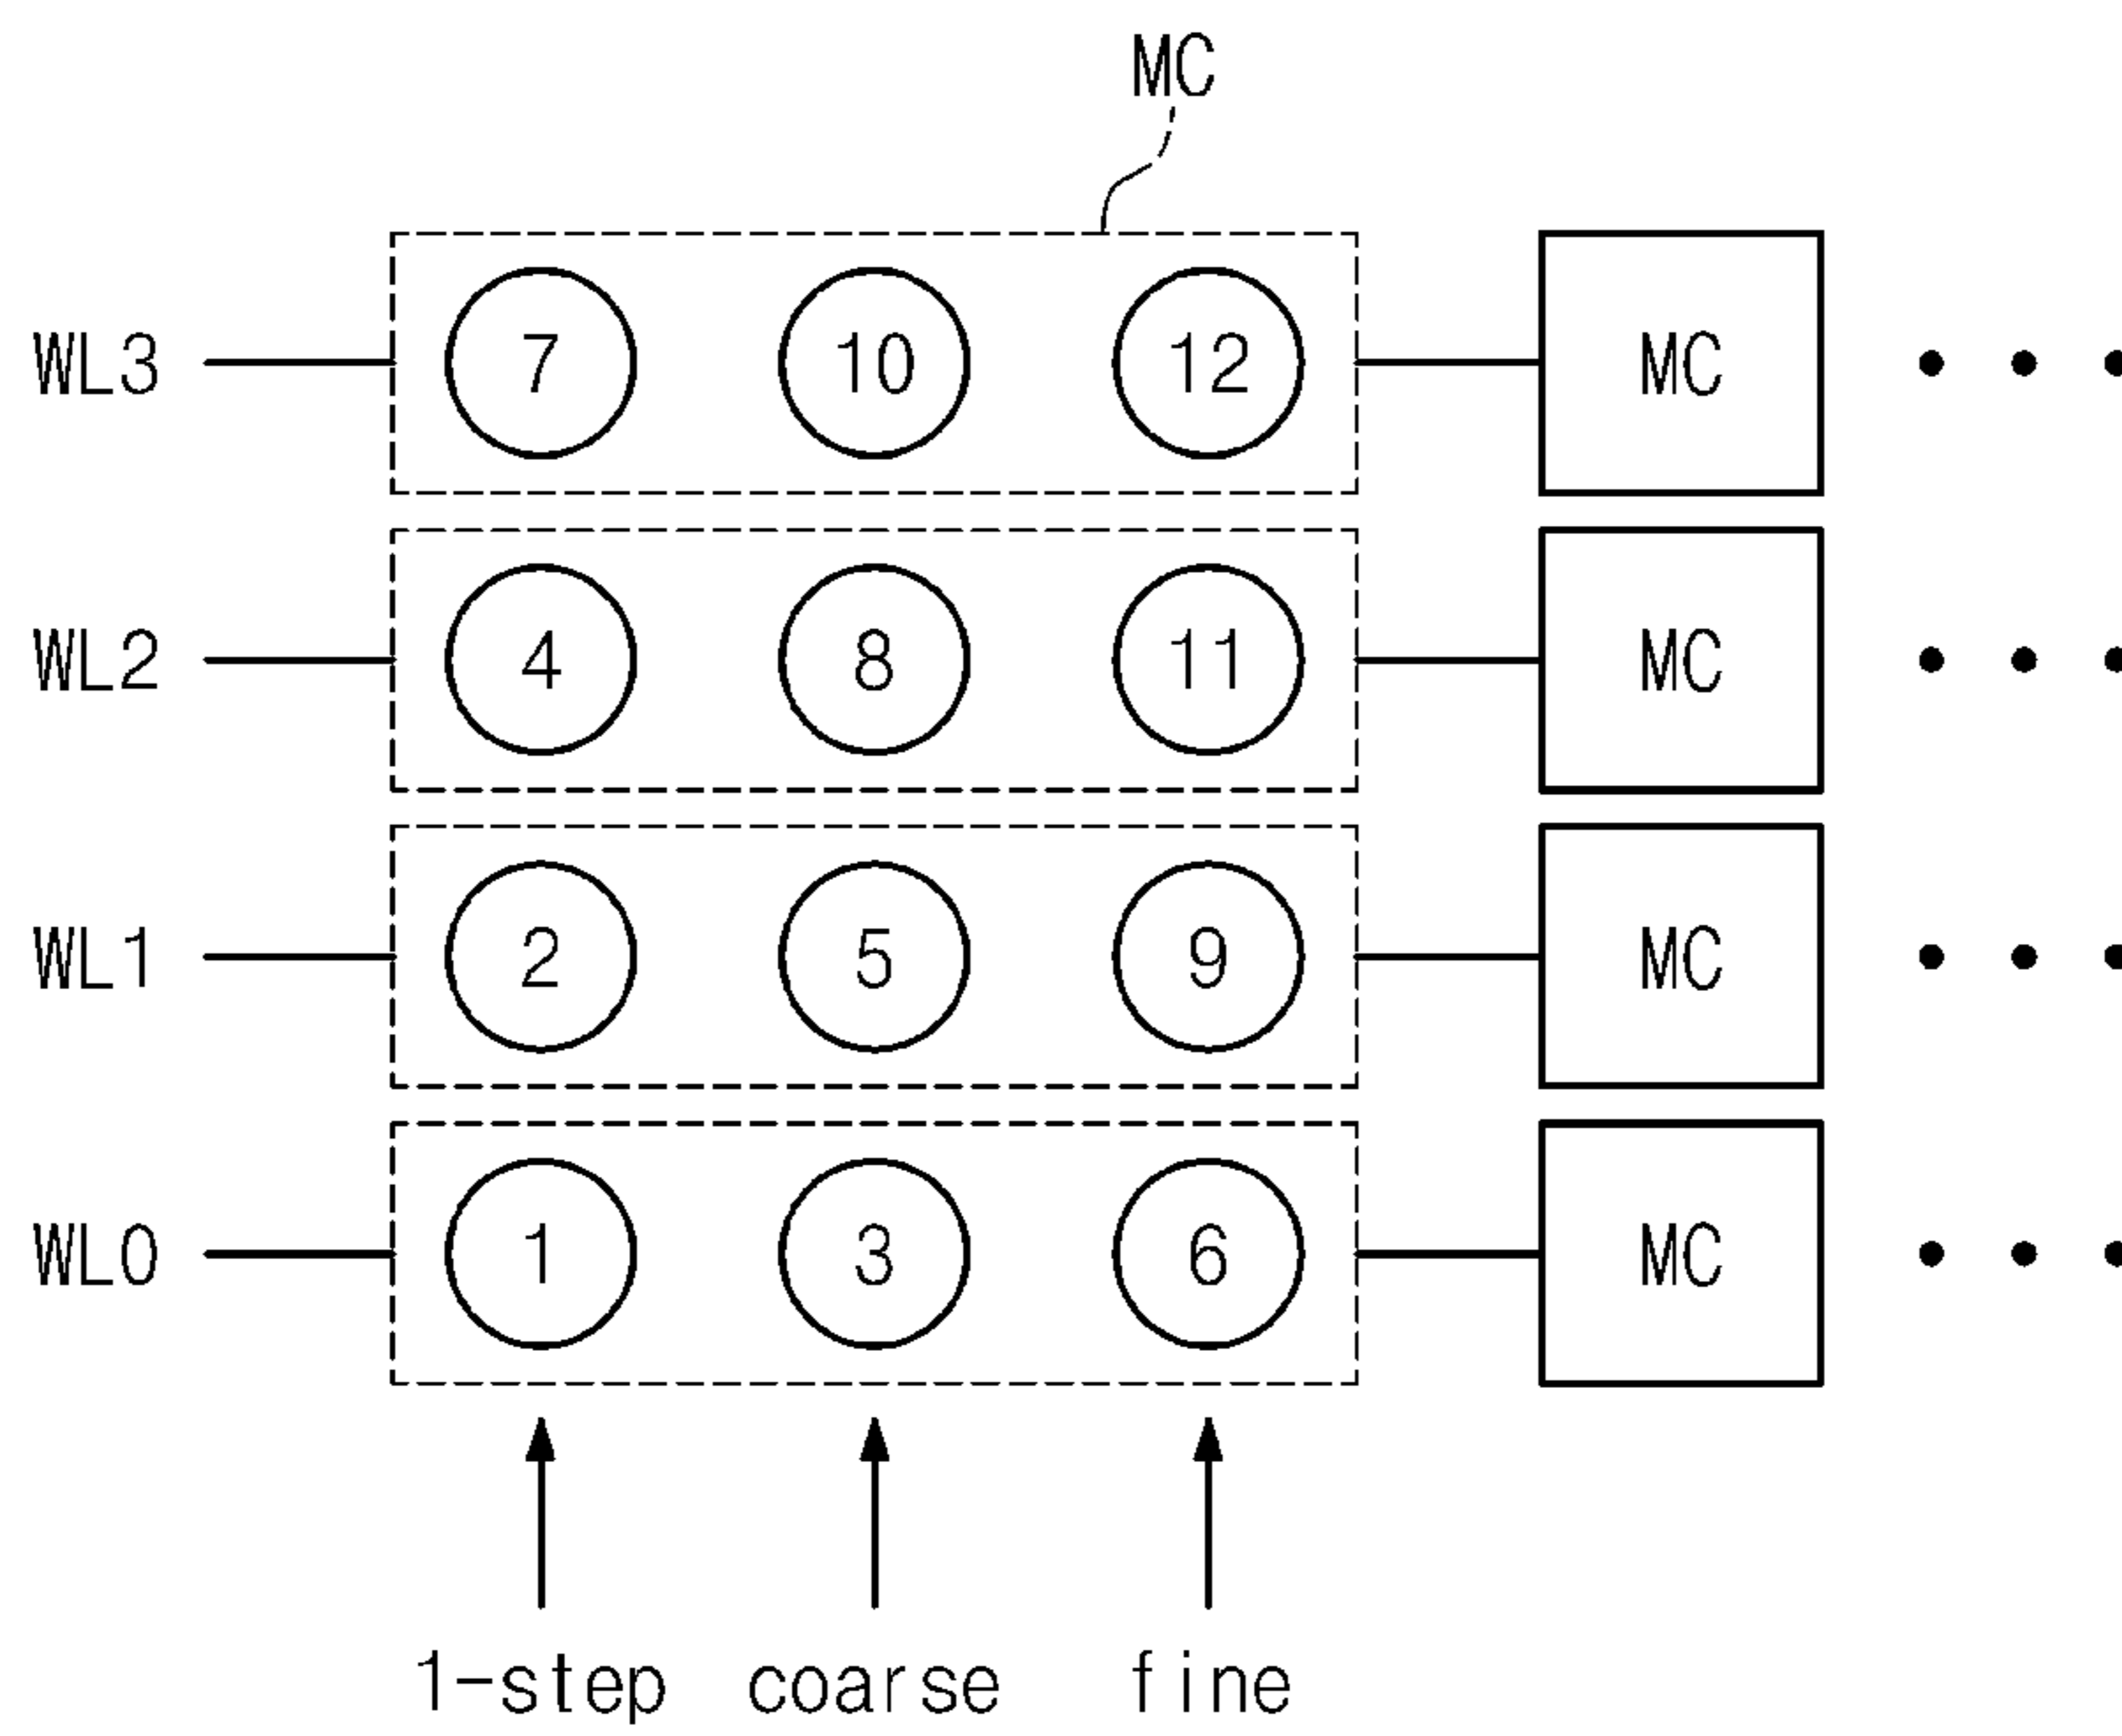 MC
WL3 7 10 12 MC
WL2 4 8 11 MC
WL1 2 5 9 MC
WL0 1 3 6 MC
1-step coarse fine